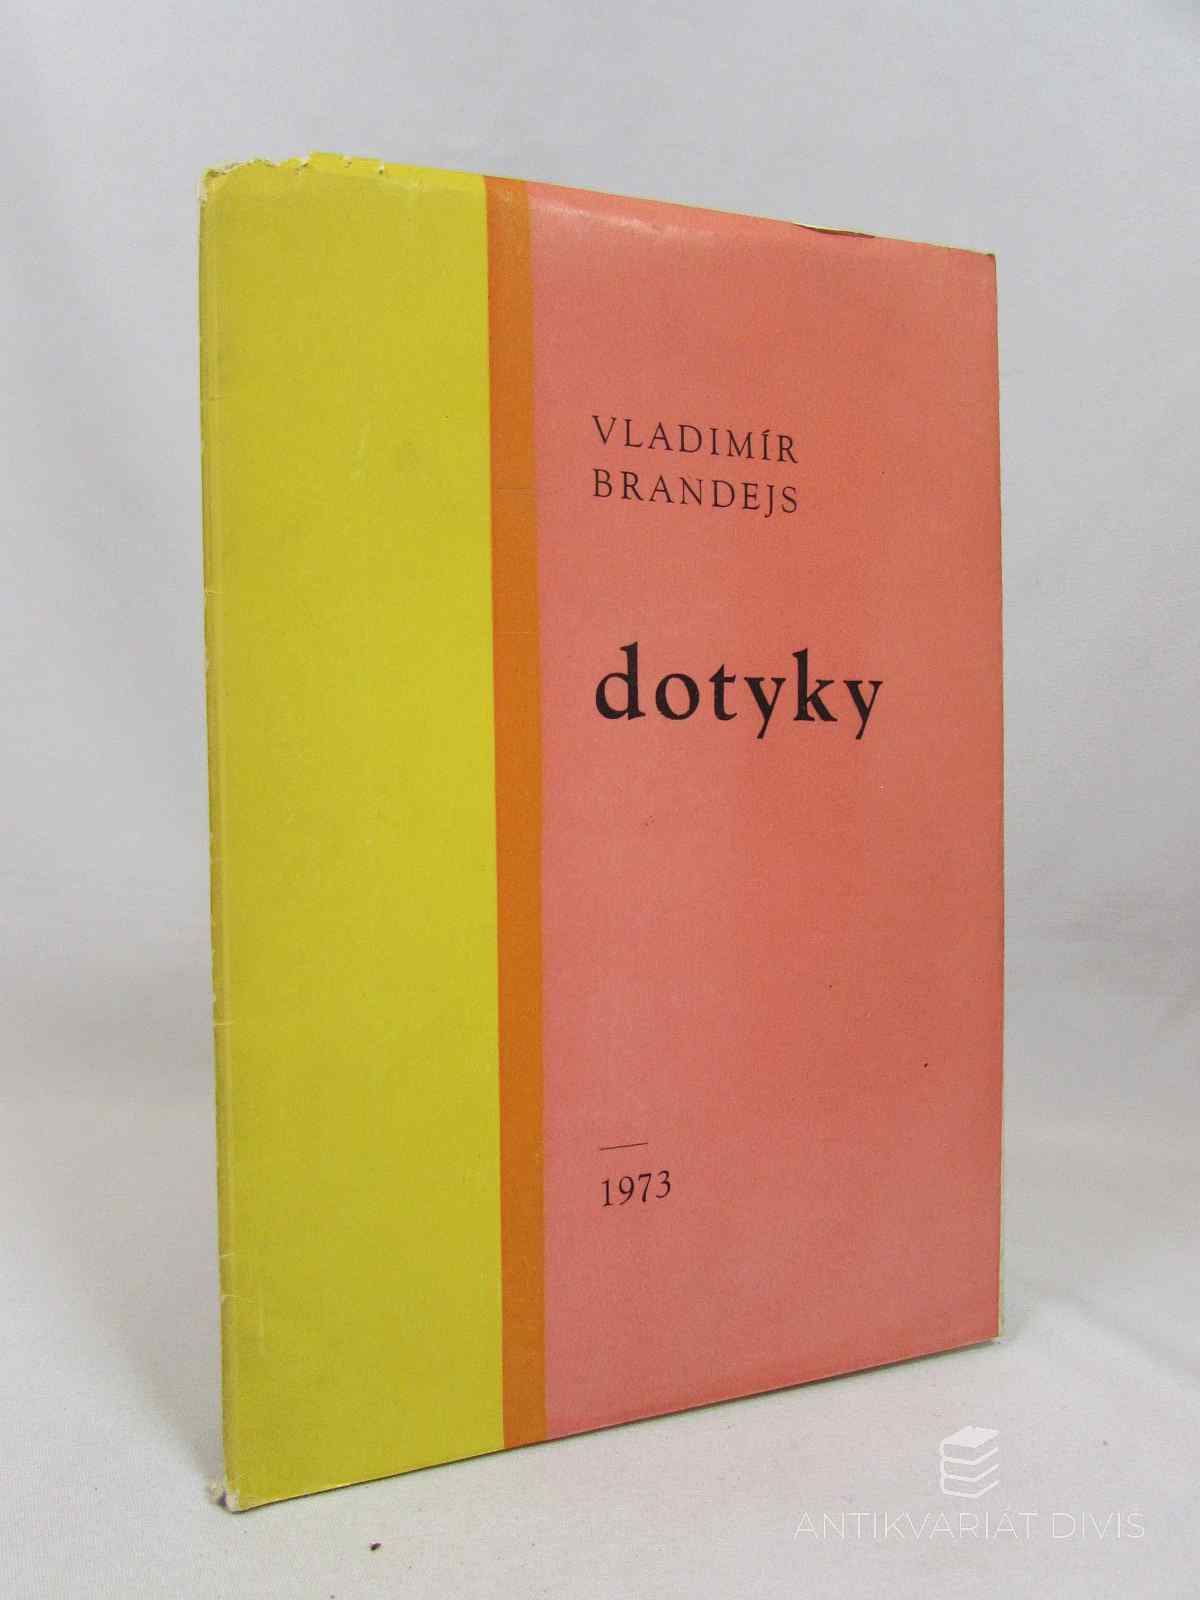 VLADIMÍR
BRANDEJS
dotyky
1973
ANTIKVARIÁT DIVIŠ